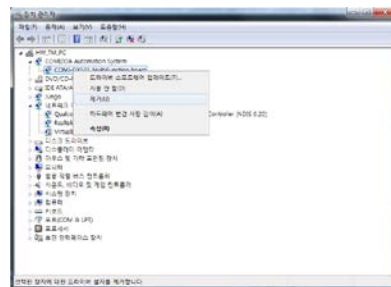 장치 관리자
파일(F) 동작(A) 보기(V) 도움말(H)
HW_TM_PC
COMIZOA Automation System
드라이버 소프트웨어 업데이트(P)...
사용 안 함(D)
제거(U)
하드웨어 변경 사항 검색(A)
속성(R)
DVD/CD-
IDE ATA/A
Jungo
네트워크
Controller (NDIS 6.20)
Realtek
디스크 드라이브
디스플레이 어댑터
마우스 및 기타 포인팅 장치
모니터
범용 직렬 버스 컨트롤러
사운드, 비디오 및 게임 컨트롤러
시스템 장치
컴퓨터
키보드
포트(COM & LPT)
프로세서
휴먼 인터페이스 장치
선택한 장치에 대한 드라이버 설치를 제거합니다.